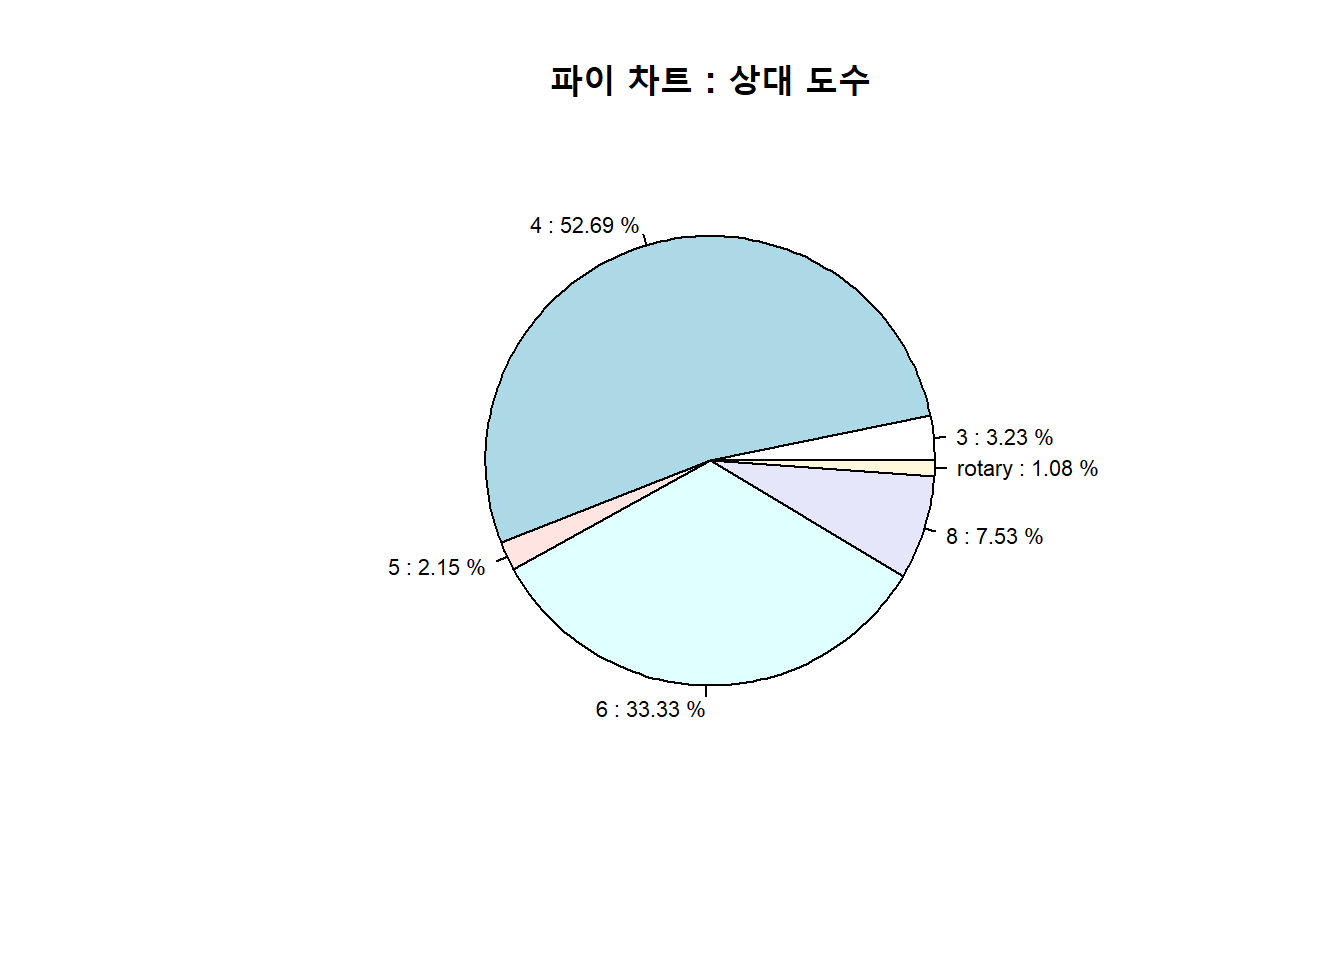 파이 차트 : 상대 도수
4 : 52.69 %
3 : 3.23 %
rotary : 1.08 %
8 : 7.53 %
5 : 2.15 %
6 : 33.33 %